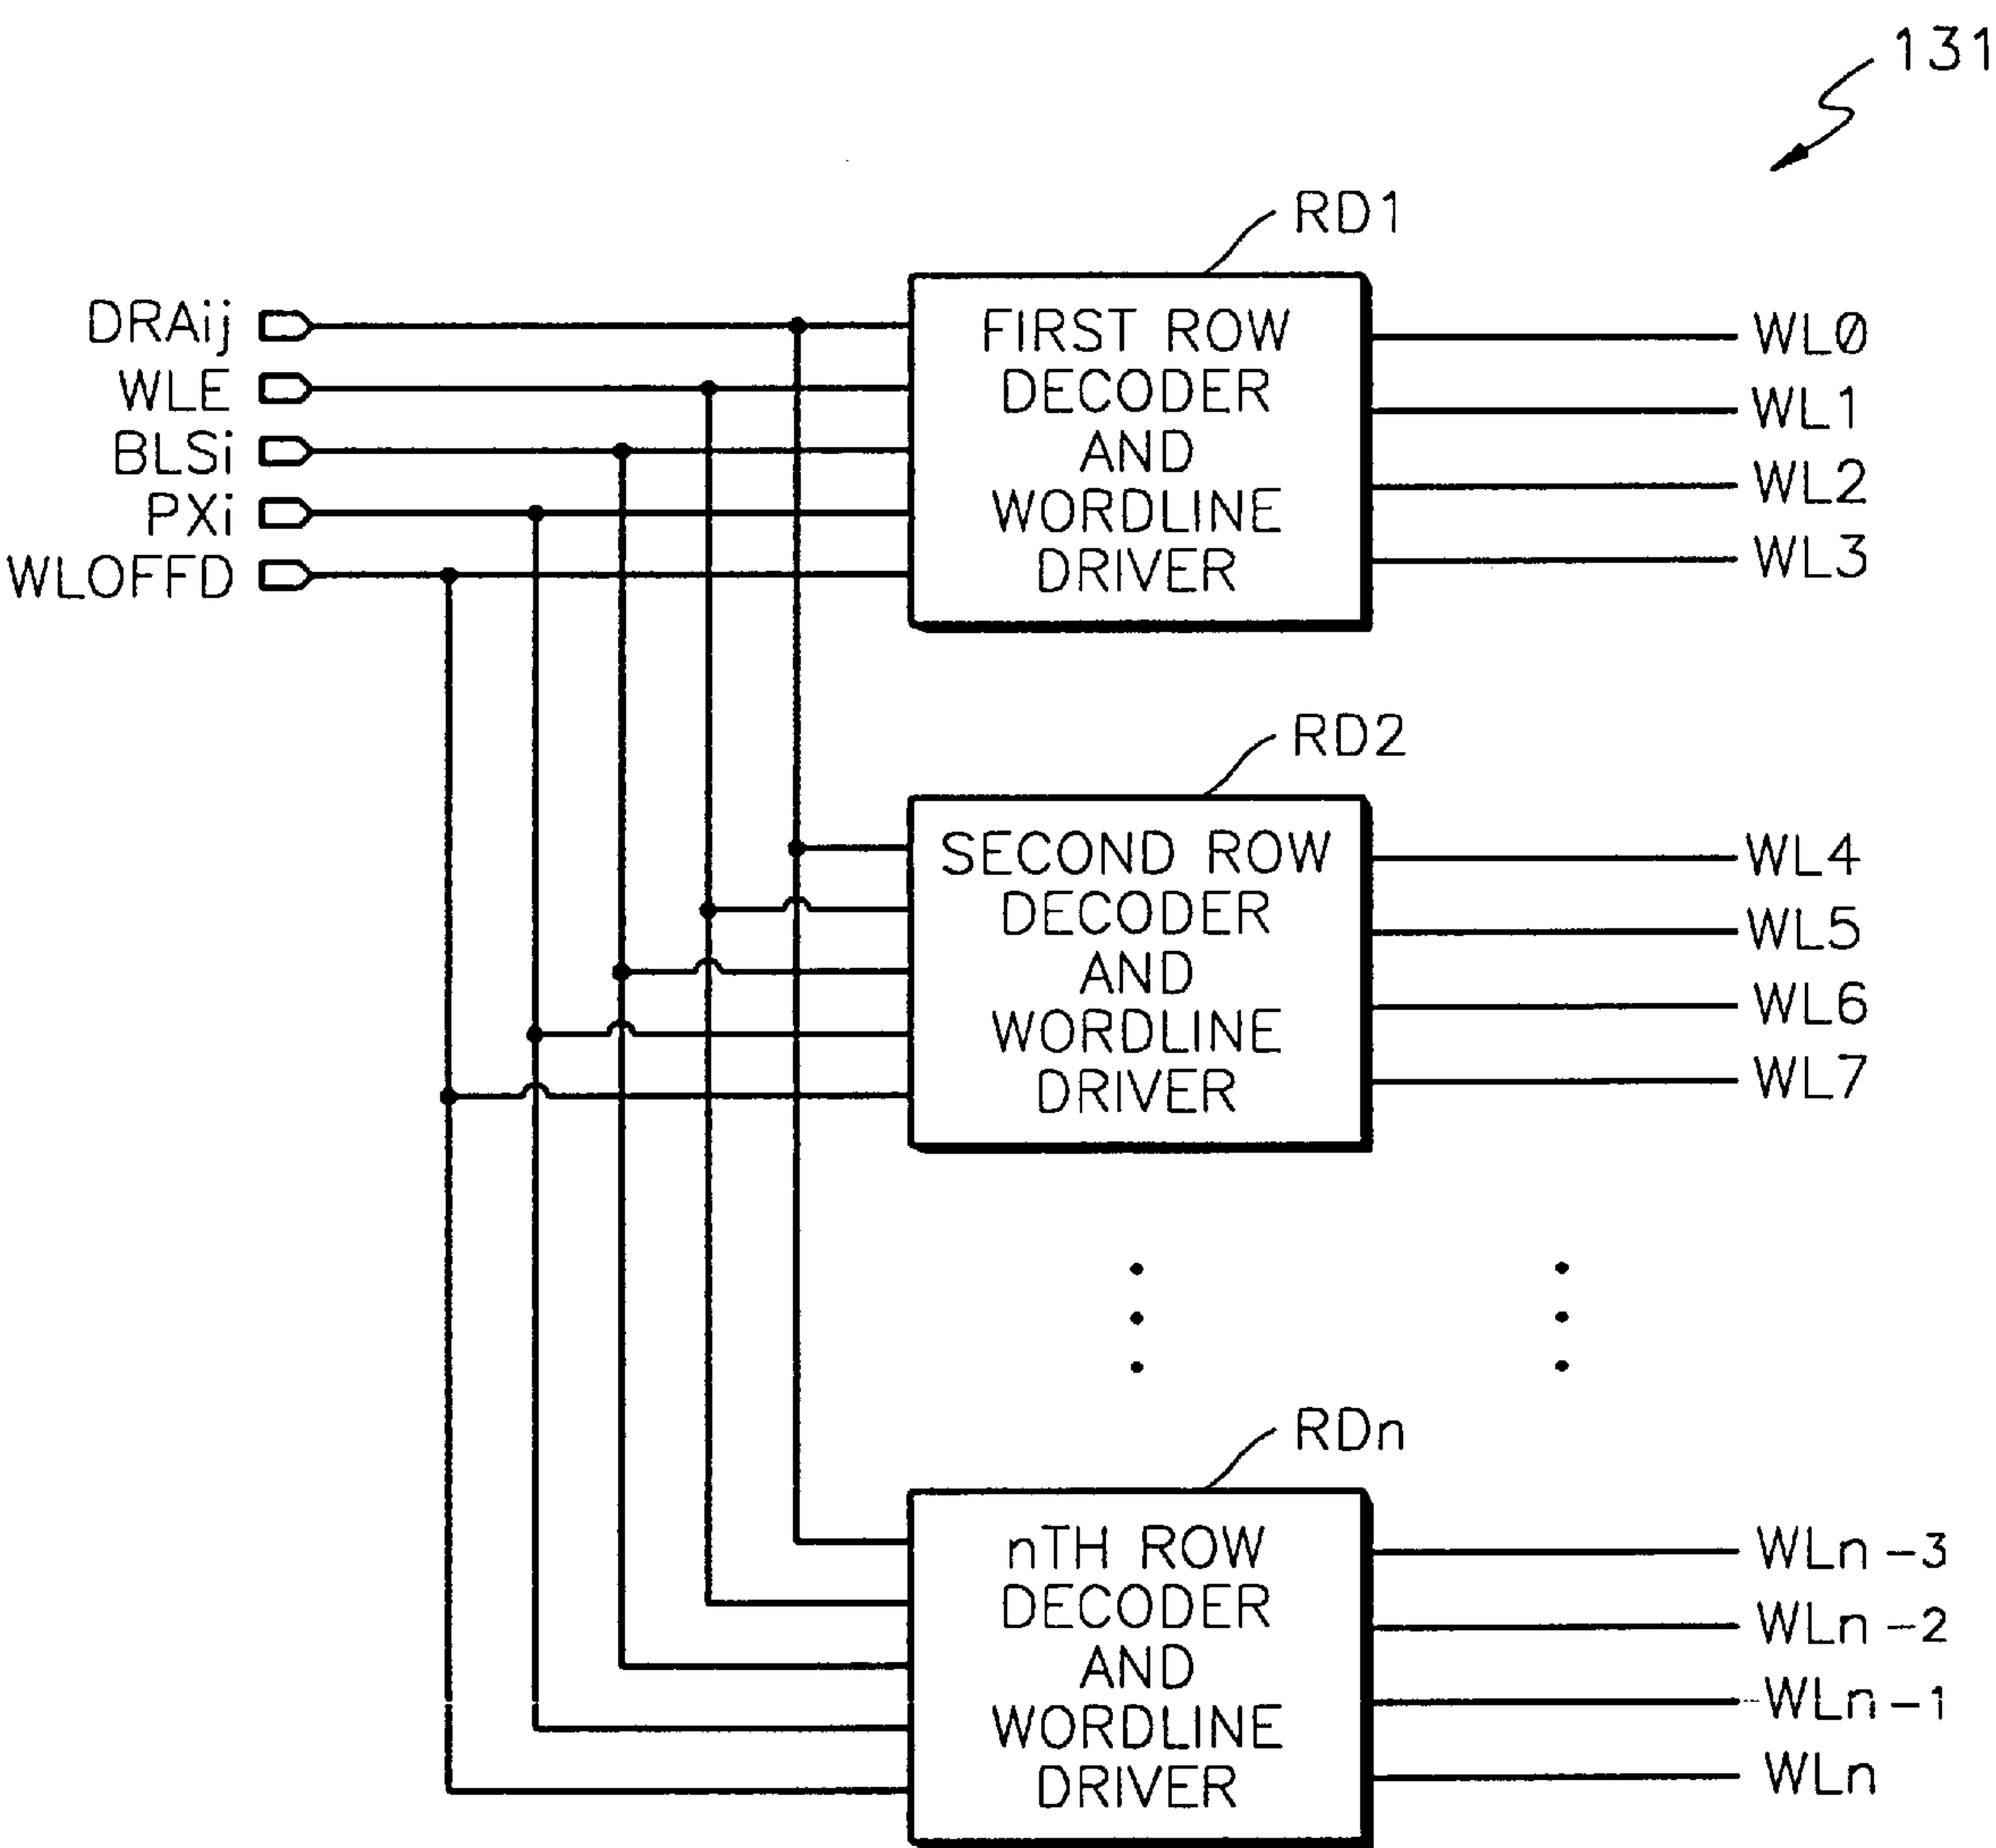 131
RD1
DRAij
WLE
BLSi
PXi
WLOFFD
FIRST ROW
DECODER
AND
WORDLINE
DRIVER
WL0
WL1
WL2
WL3
RD2
SECOND ROW
DECODER
AND
WORDLINE
DRIVER
WL4
WL5
WL6
WL7
RDn
nTH ROW
DECODER
AND
WORDLINE
DRIVER
WLn-3
WLn-2
WLn-1
WLn